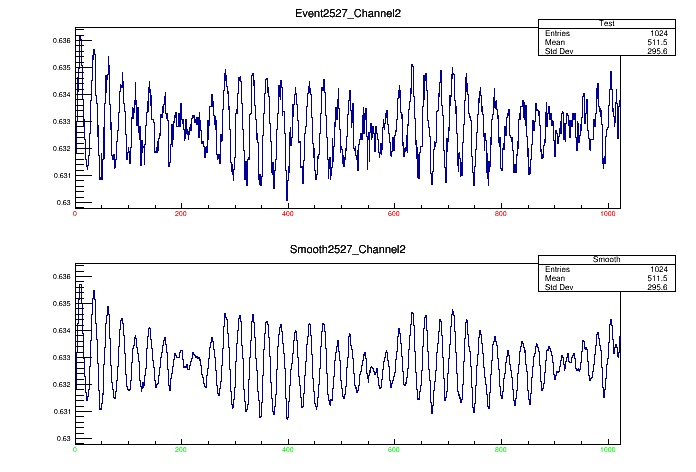 Event2527_Channel2
Test
Entries 1024
Mean 511.5
Std Dev 295.6
0.636
0.635
0.634
0.633
0.632
0.631
0.63
0 200 400 600 800 1000
Smooth2527_Channel2
Smooth
Entries 1024
Mean 511.5
Std Dev 295.6
0.636
0.635
0.634
0.633
0.632
0.631
0.63
0 200 400 600 800 1000